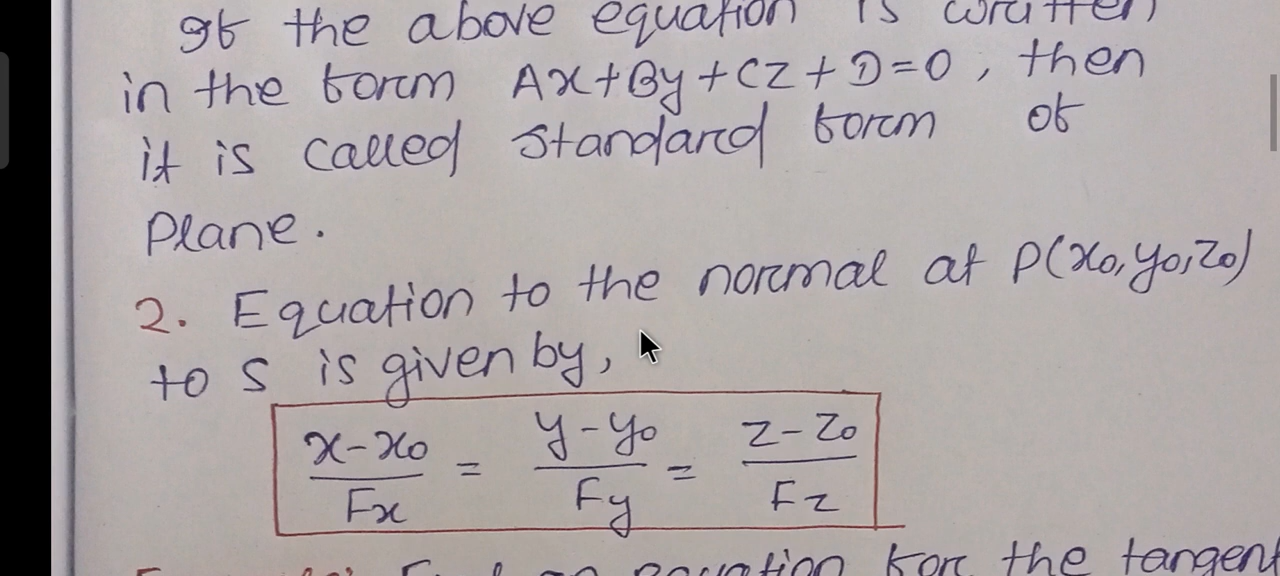 If the above equation is written
in the form Ax+By+Cz+D=0, then
it is called standard form of
plane.
2. Equation to the normal at P(x₀,y₀,z₀)
to S is given by,
x-x₀/Fx = y-y₀/Fy = z-z₀/Fz
equation for the tangent